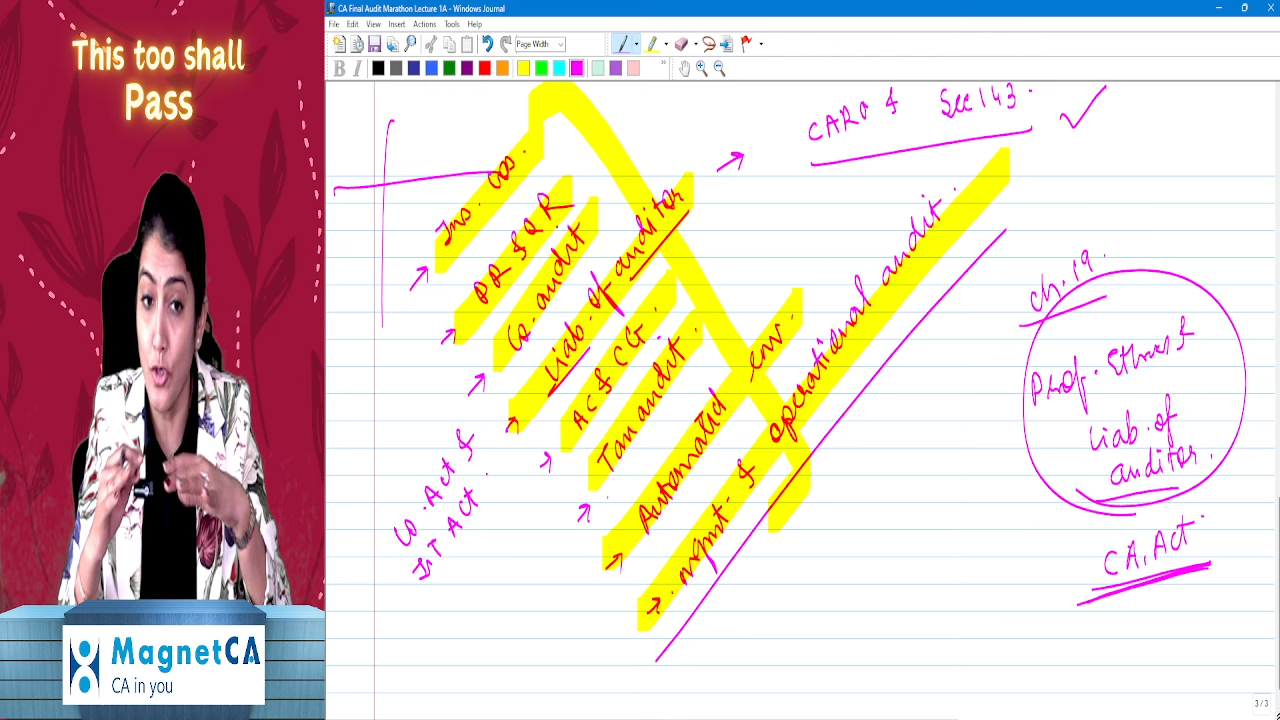 This too shall
Pass
MagnetCA
CA in you
CA Final Audit Marathon Lecture 1A - Windows Journal
File Edit View Insert Actions Tools Help
Page Width
B I
CARO & Sec 143.
Ins. cos.
PR & QR
Co. audit
Liab. of auditor
AC & CG.
Tax audit
Automated env.
mgmt. & operational audit.
Co. Act &
IT ACT.
Ch. 19.
Prof. Ethics &
Liab. of
auditor.
CA. Act.
3/3